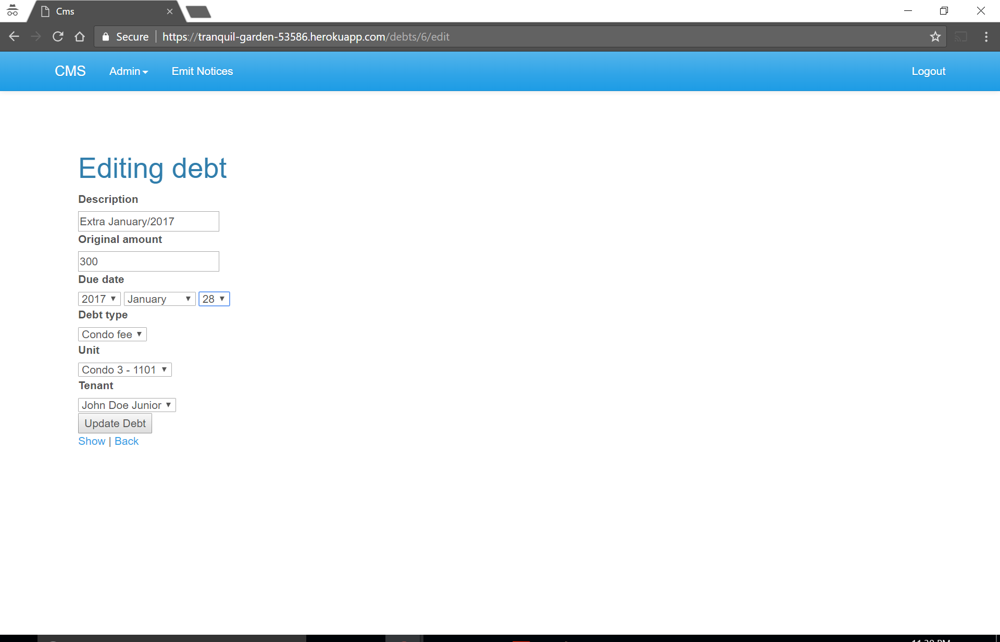 Cms
Secure https://tranquil-garden-53586.herokuapp.com/debts/6/edit
CMS Admin Emit Notices Logout
Editing debt
Description
Extra January/2017
Original amount
300
Due date
2017 January 28
Debt type
Condo fee
Unit
Condo 3 - 1101
Tenant
John Doe Junior
Update Debt
Show | Back